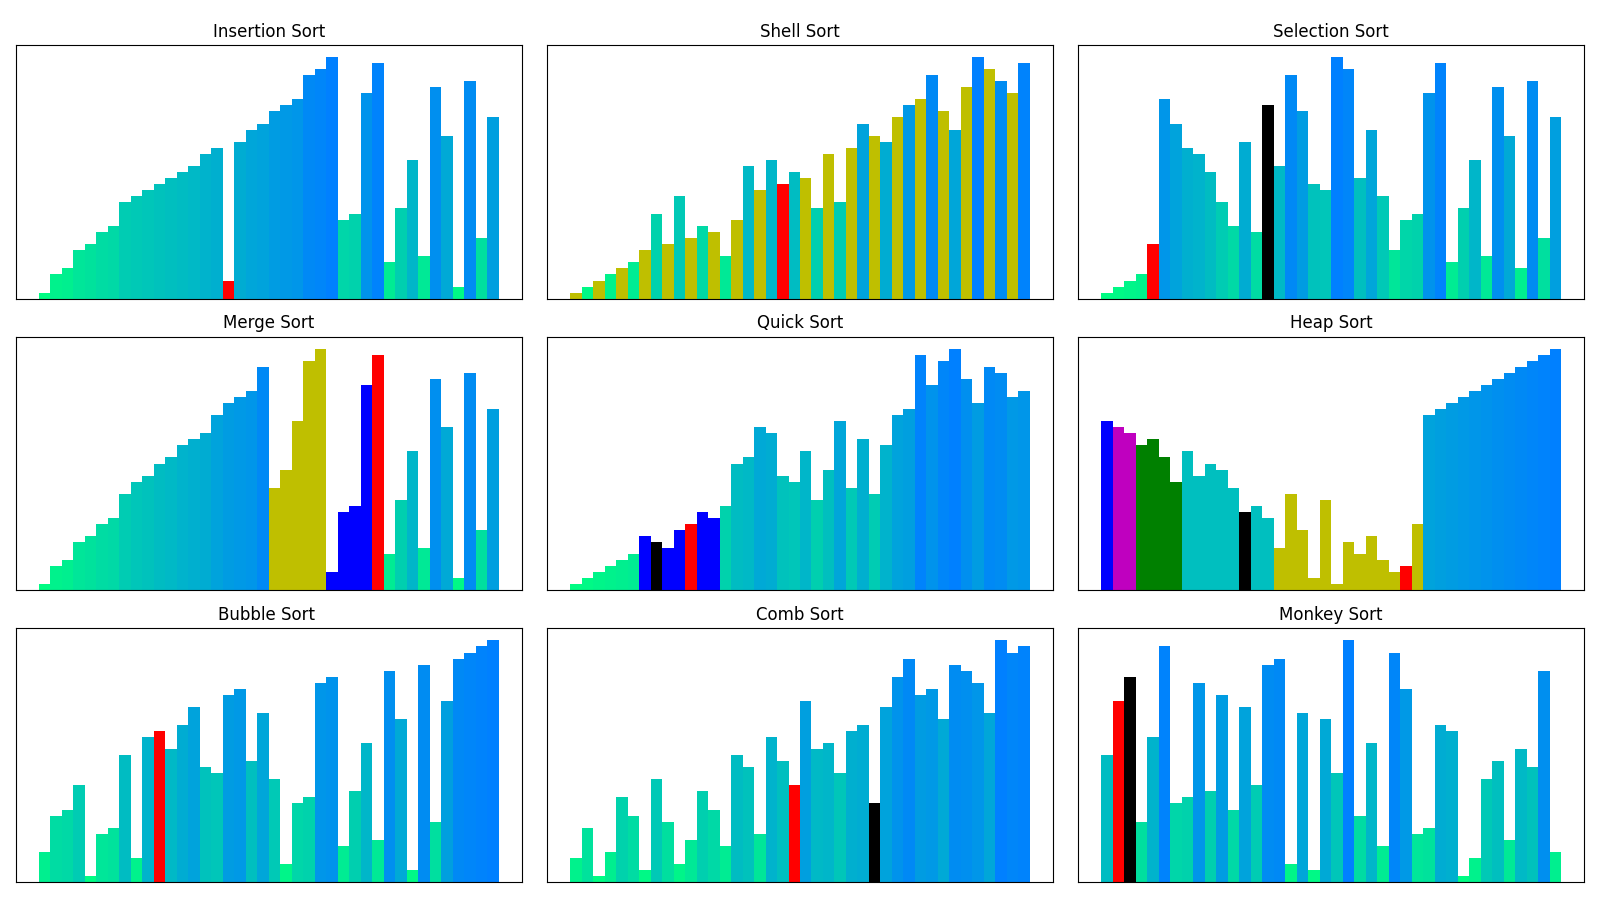 Insertion Sort
Shell Sort
Selection Sort
Merge Sort
Quick Sort
Heap Sort
Bubble Sort
Comb Sort
Monkey Sort